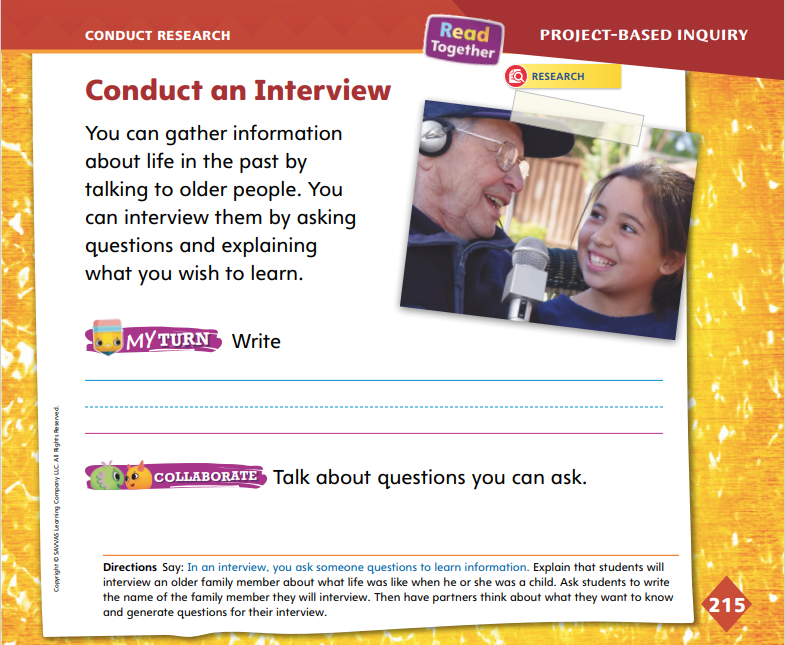 CONDUCT RESEARCH
Read
Together
PROJECT-BASED INQUIRY
RESEARCH
Conduct an Interview
You can gather information
about life in the past by
talking to older people. You
can interview them by asking
questions and explaining
what you wish to learn.
MY TURN Write
COLLABORATE Talk about questions you can ask.
Directions Say: In an interview, you ask someone questions to learn information. Explain that students will
interview an older family member about what life was like when he or she was a child. Ask students to write
the name of the family member they will interview. Then have partners think about what they want to know
and generate questions for their interview.
Copyright © SAVVAS Learning Company LLC. All Rights Reserved.
215